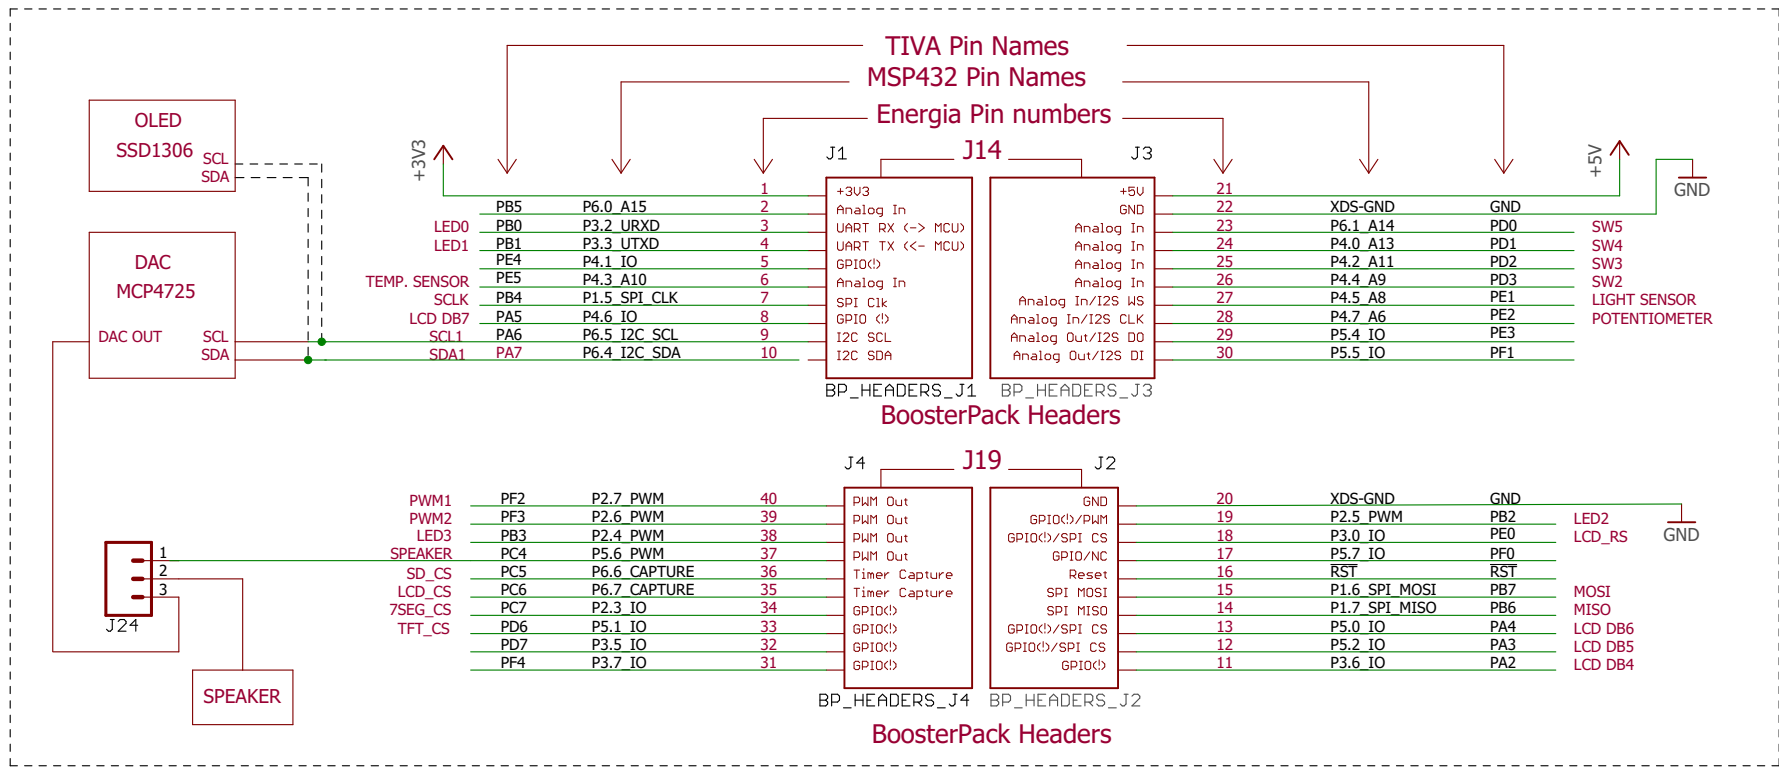 TIVA Pin Names
MSP432 Pin Names
Energia Pin numbers
OLED
SSD1306
SCL
SDA
DAC
MCP4725
DAC OUT
SCL
SDA
+3V3
J1
J14
J3
+5V
GND
1 +3V3
PB5 P6.0_A15 2 Analog In
LED0 PB0 P3.2_URXD 3 UART RX (-> MCU)
LED1 PB1 P3.3_UTXD 4 UART TX (<- MCU)
PE4 P4.1_IO 5 GPIO(!)
TEMP. SENSOR PE5 P4.3_A10 6 Analog In
SCLK PB4 P1.5_SPI_CLK 7 SPI Clk
LCD DB7 PA5 P4.6_IO 8 GPIO (!)
SCL1 PA6 P6.5_I2C_SCL 9 I2C SCL
SDA1 PA7 P6.4_I2C_SDA 10 I2C SDA
+5V 21
GND 22 XDS-GND GND
Analog In 23 P6.1_A14 PD0 SW5
Analog In 24 P4.0_A13 PD1 SW4
Analog In 25 P4.2_A11 PD2 SW3
Analog In 26 P4.4_A9 PD3 SW2
Analog In/I2S WS 27 P4.5_A8 PE1 LIGHT SENSOR
Analog In/I2S CLK 28 P4.7_A6 PE2 POTENTIOMETER
Analog Out/I2S DO 29 P5.4_IO PE3
Analog Out/I2S DI 30 P5.5_IO PF1
BP_HEADERS_J1 BP_HEADERS_J3
BoosterPack Headers
J4
J19
J2
PWM1 PF2 P2.7_PWM 40 PWM Out
PWM2 PF3 P2.6_PWM 39 PWM Out
LED3 PB3 P2.4_PWM 38 PWM Out
SPEAKER PC4 P5.6_PWM 37 PWM Out
SD_CS PC5 P6.6_CAPTURE 36 Timer Capture
LCD_CS PC6 P6.7_CAPTURE 35 Timer Capture
7SEG_CS PC7 P2.3_IO 34 GPIO(!)
TFT_CS PD6 P5.1_IO 33 GPIO(!)
PD7 P3.5_IO 32 GPIO(!)
PF4 P3.7_IO 31 GPIO(!)
GND 20 XDS-GND GND
GPIO(!)/PWM 19 P2.5_PWM PB2 LED2
GPIO(!)/SPI CS 18 P3.0_IO PE0 LCD_RS
GPIO/NC 17 P5.7_IO PF0
Reset 16 RST RST
SPI MOSI 15 P1.6_SPI_MOSI PB7 MOSI
SPI MISO 14 P1.7_SPI_MISO PB6 MISO
GPIO(!)/SPI CS 13 P5.0_IO PA4 LCD DB6
GPIO(!)/SPI CS 12 P5.2_IO PA3 LCD DB5
GPIO(!) 11 P3.6_IO PA2 LCD DB4
GND
1
2
3
J24
SPEAKER
BP_HEADERS_J4 BP_HEADERS_J2
BoosterPack Headers